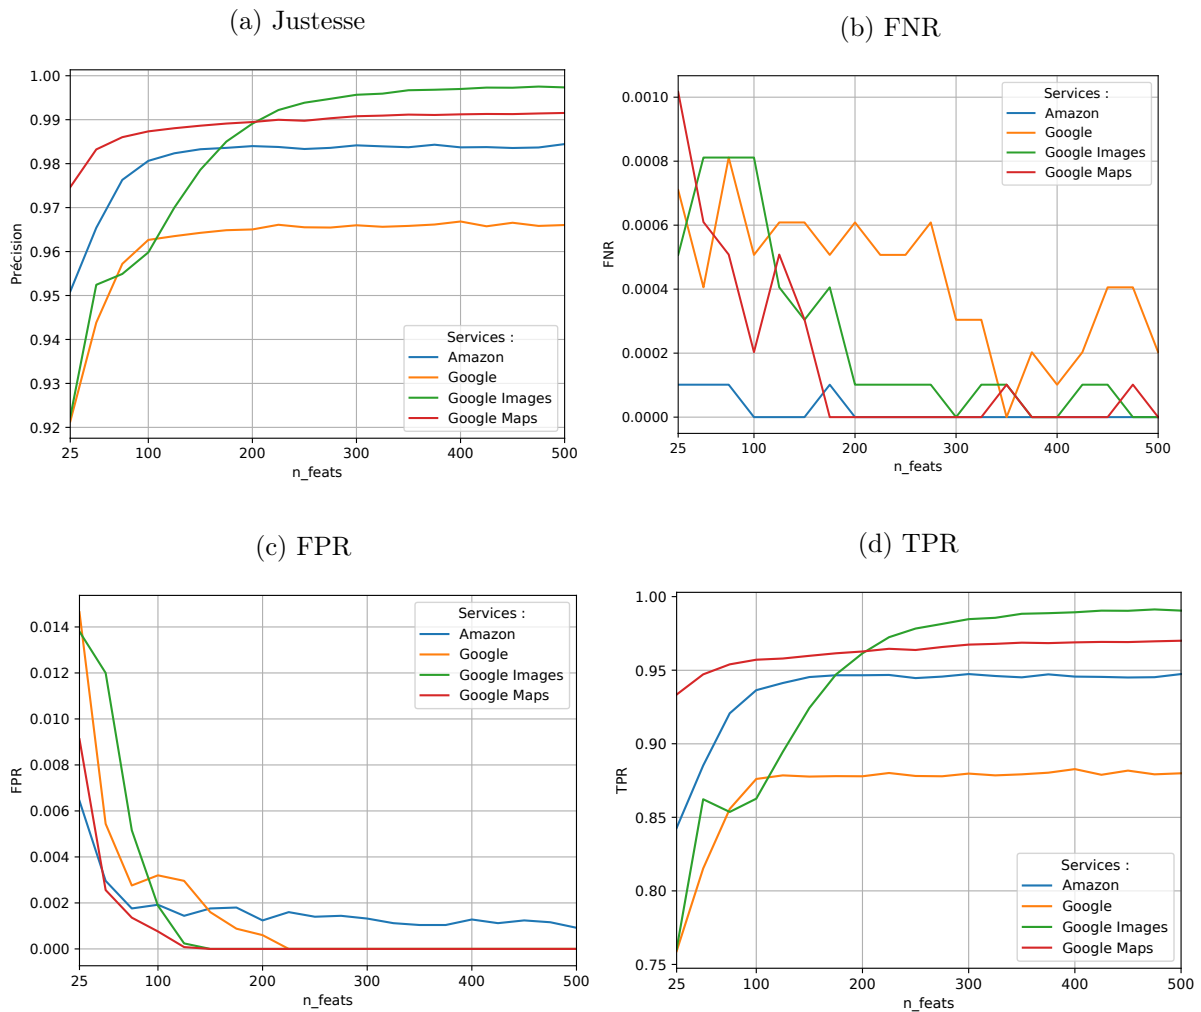 (a) Justesse
1.00
0.99
0.98
0.97
0.96
0.95
0.94
0.93
0.92
Précision
25
100
200
300
400
500
n_feats
Services :
Amazon
Google
Google Images
Google Maps
(b) FNR
0.0010
0.0008
0.0006
0.0004
0.0002
0.0000
FNR
25
100
200
300
400
500
n_feats
Services :
Amazon
Google
Google Images
Google Maps
(c) FPR
0.014
0.012
0.010
0.008
0.006
0.004
0.002
0.000
FPR
25
100
200
300
400
500
n_feats
Services :
Amazon
Google
Google Images
Google Maps
(d) TPR
1.00
0.95
0.90
0.85
0.80
0.75
TPR
25
100
200
300
400
500
n_feats
Services :
Amazon
Google
Google Images
Google Maps